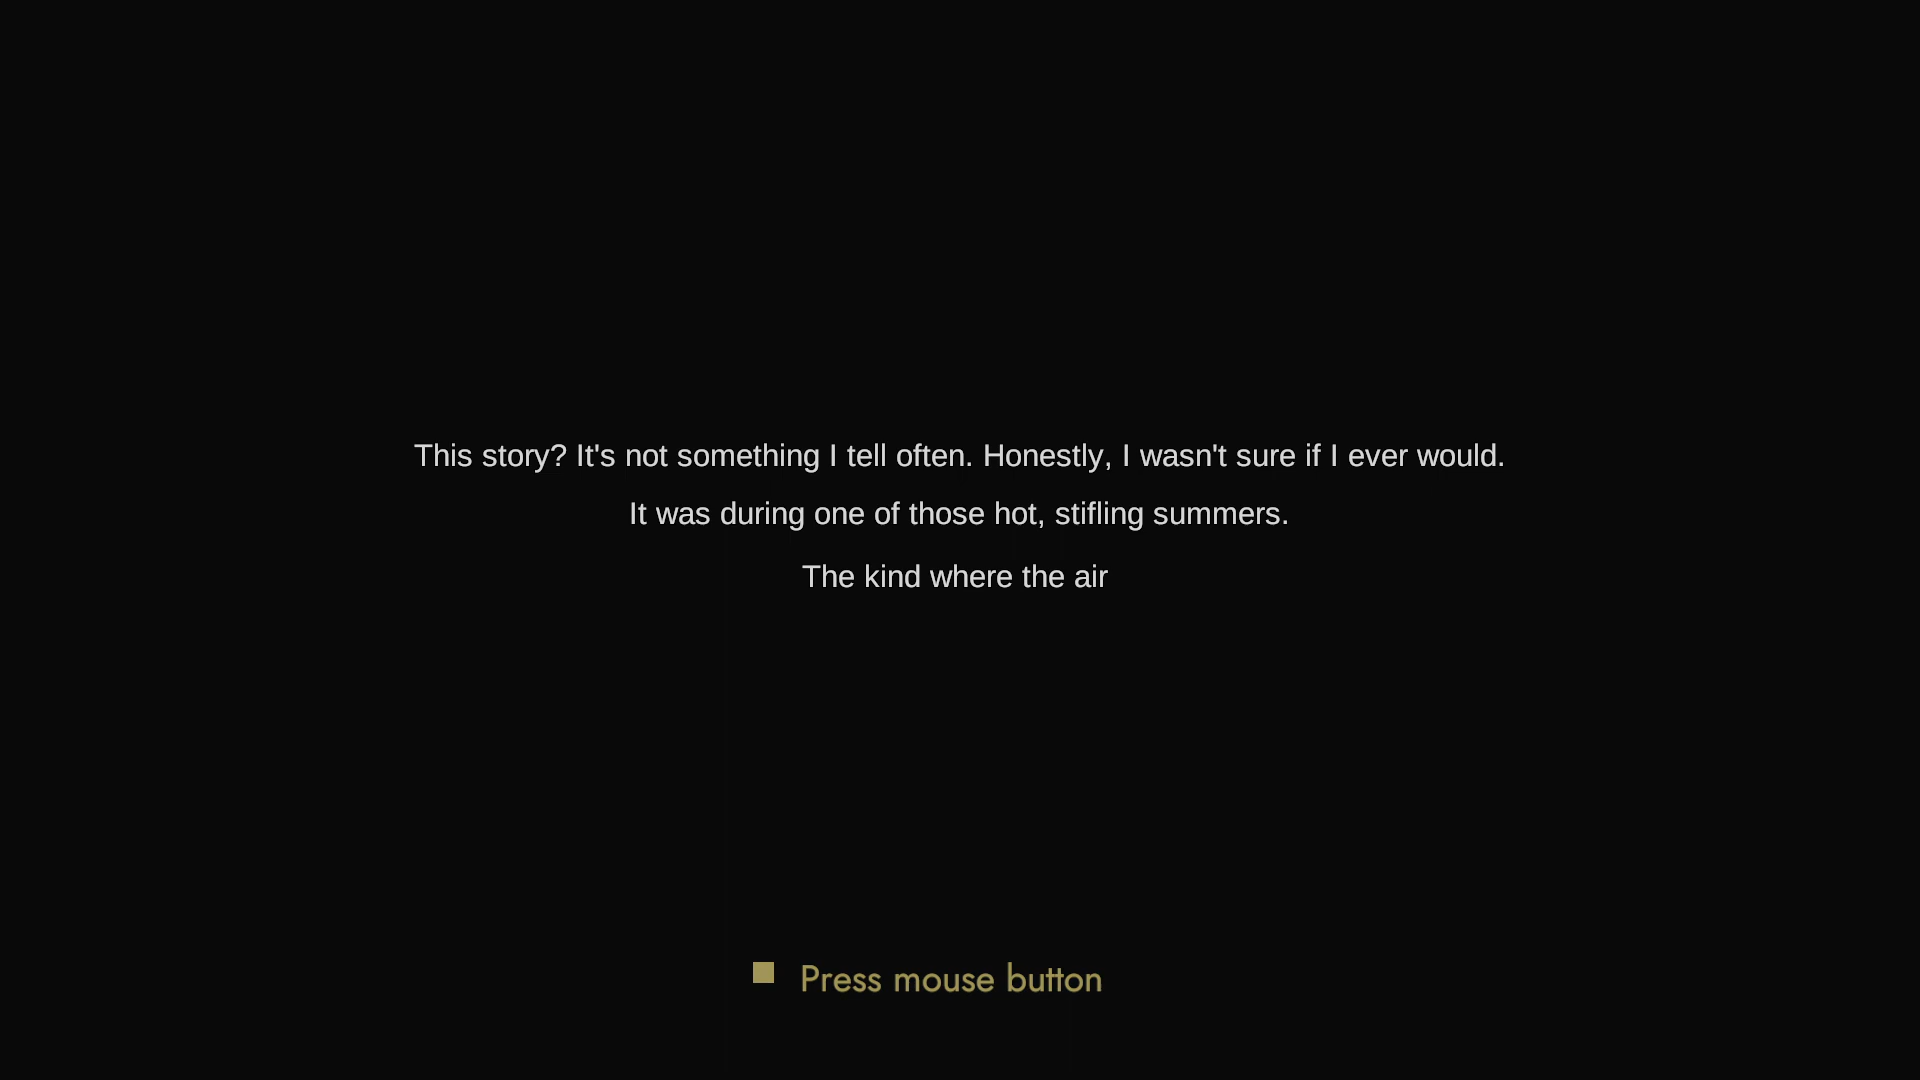 This story? It's not something I tell often. Honestly, I wasn't sure if I ever would.
It was during one of those hot, stifling summers.
The kind where the air
Press mouse button